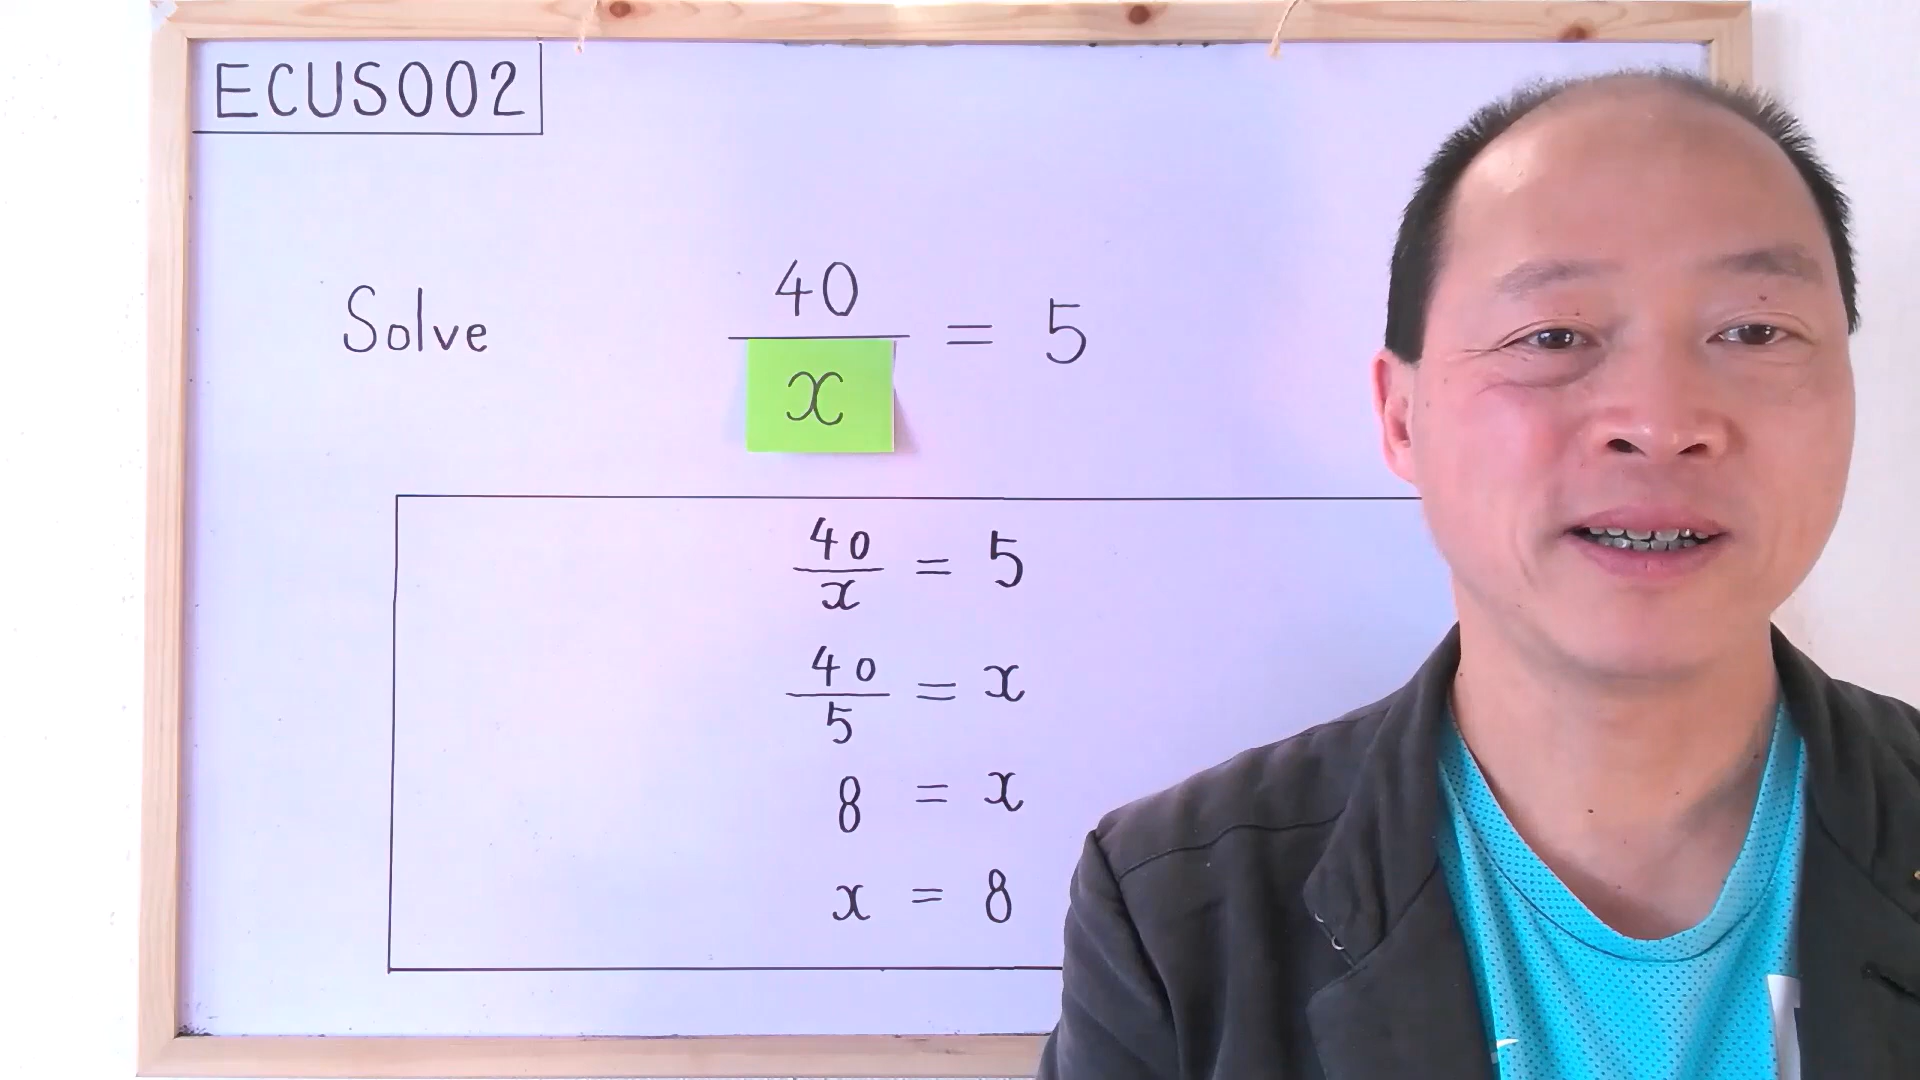 ECUS002
Solve 40/x = 5
40/x = 5
40/5 = x
8 = x
x = 8